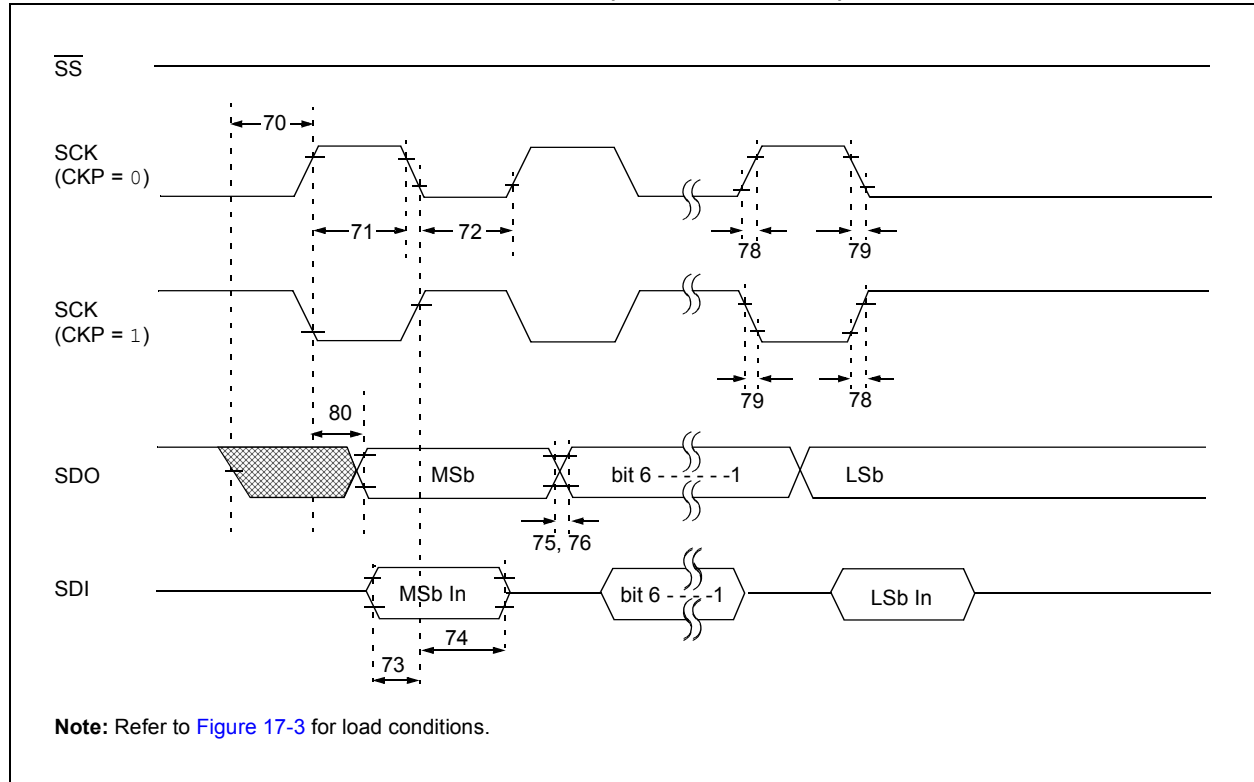 SS
70
SCK
(CKP = 0)
71
72
78
79
SCK
(CKP = 1)
79
78
80
SDO
MSb
bit 6 - - - - - -1
LSb
75, 76
SDI
MSb In
bit 6 - - - - -1
LSb In
74
73
Note: Refer to Figure 17-3 for load conditions.